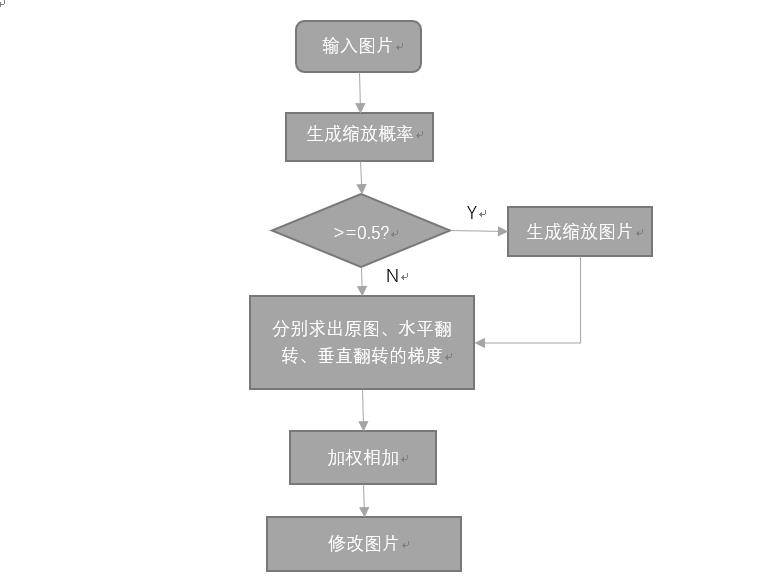 输入图片
生成缩放概率
>=0.5?
Y
生成缩放图片
N
分别求出原图、水平翻
转、垂直翻转的梯度
加权相加
修改图片